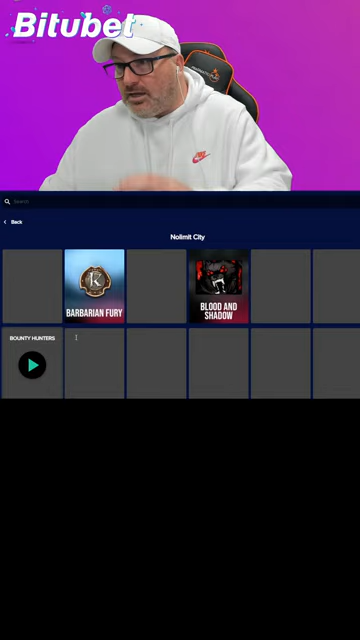 Bitubet
Search
Back
Nolimit City
BARBARIAN FURY
BLOOD AND
SHADOW
BOUNTY HUNTERS